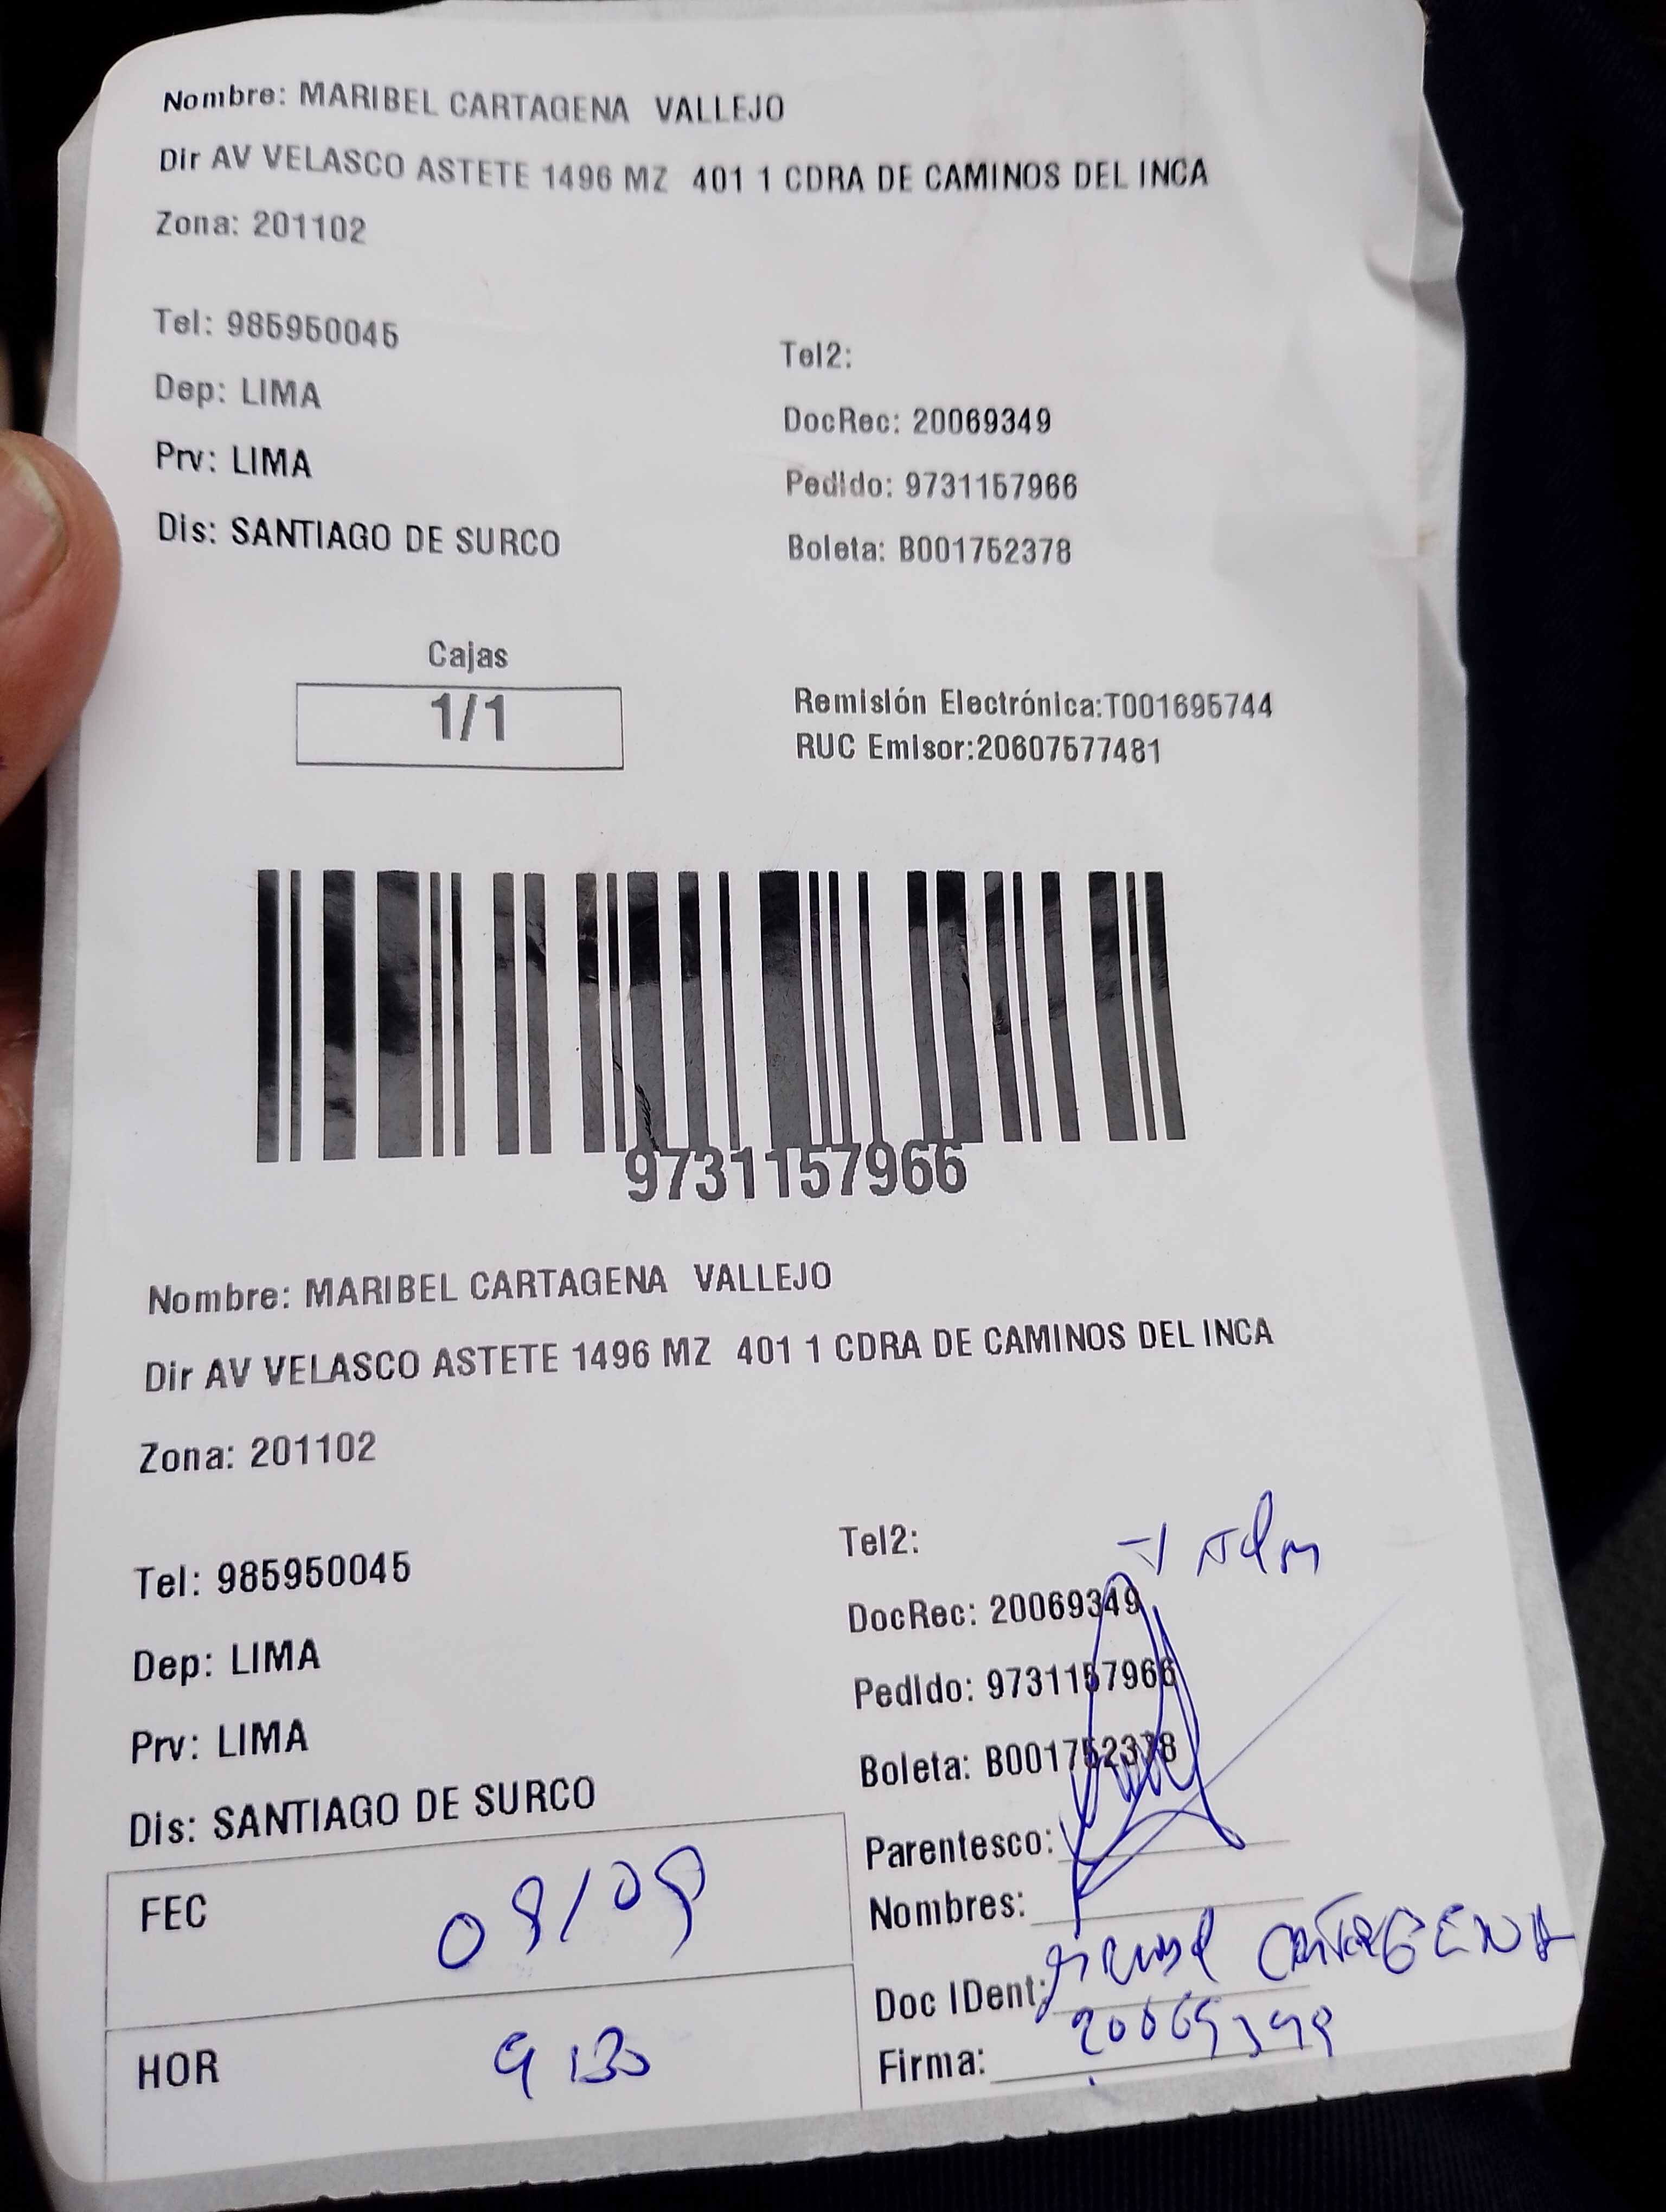 Nombre: MARIBEL CARTAGENA VALLEJO
Dir AV VELASCO ASTETE 1496 MZ 401 1 CDRA DE CAMINOS DEL INCA
Zona: 201102
Tel: 985950045
Tel2:
Dep: LIMA
DocRec: 20069349
Prv: LIMA
Pedido: 9731157966
Dis: SANTIAGO DE SURCO
Boleta: B001752378
Cajas
1/1
Remisión Electrónica:T001695744
RUC Emisor:20607577481
9731157966
Nombre: MARIBEL CARTAGENA VALLEJO
Dir AV VELASCO ASTETE 1496 MZ 401 1 CDRA DE CAMINOS DEL INCA
Zona: 201102
Tel: 985950045
Tel2:
Dep: LIMA
DocRec: 20069349
Prv: LIMA
Pedido: 9731157966
Dis: SANTIAGO DE SURCO
Boleta: B001752378
Parentesco:
FEC 09/09
Nombres:
CARTAGENA
Doc IDent:
20069349
HOR 9:30
Firma: